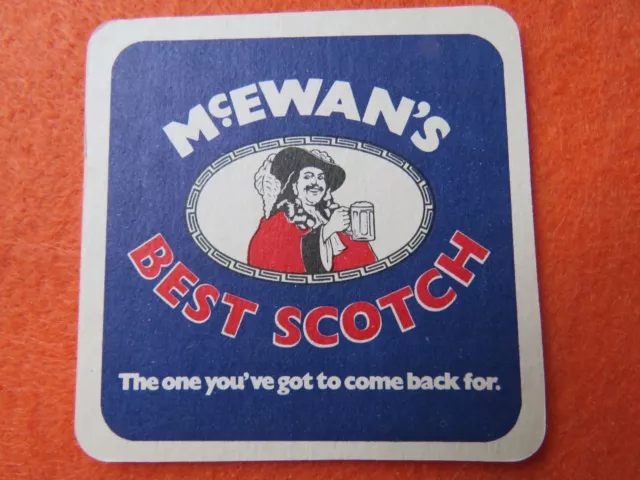 McEWAN'S
BEST SCOTCH
The one you've got to come back for.